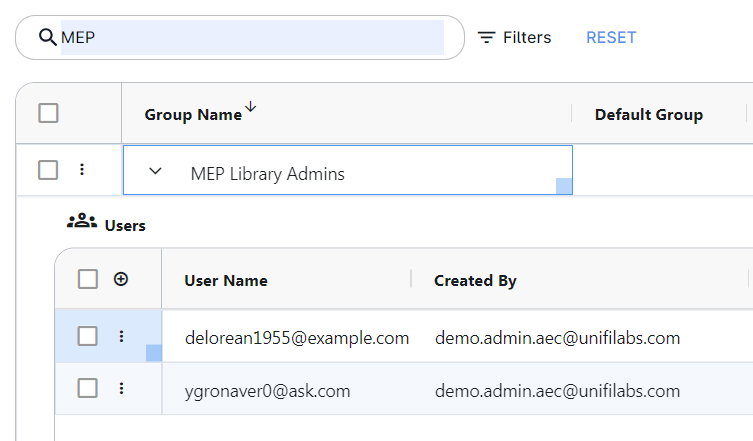 MEP Filters RESET
Group Name Default Group
MEP Library Admins
Users
User Name Created By
delorean1955@example.com demo.admin.aec@unifilabs.com
ygronaver0@ask.com demo.admin.aec@unifilabs.com